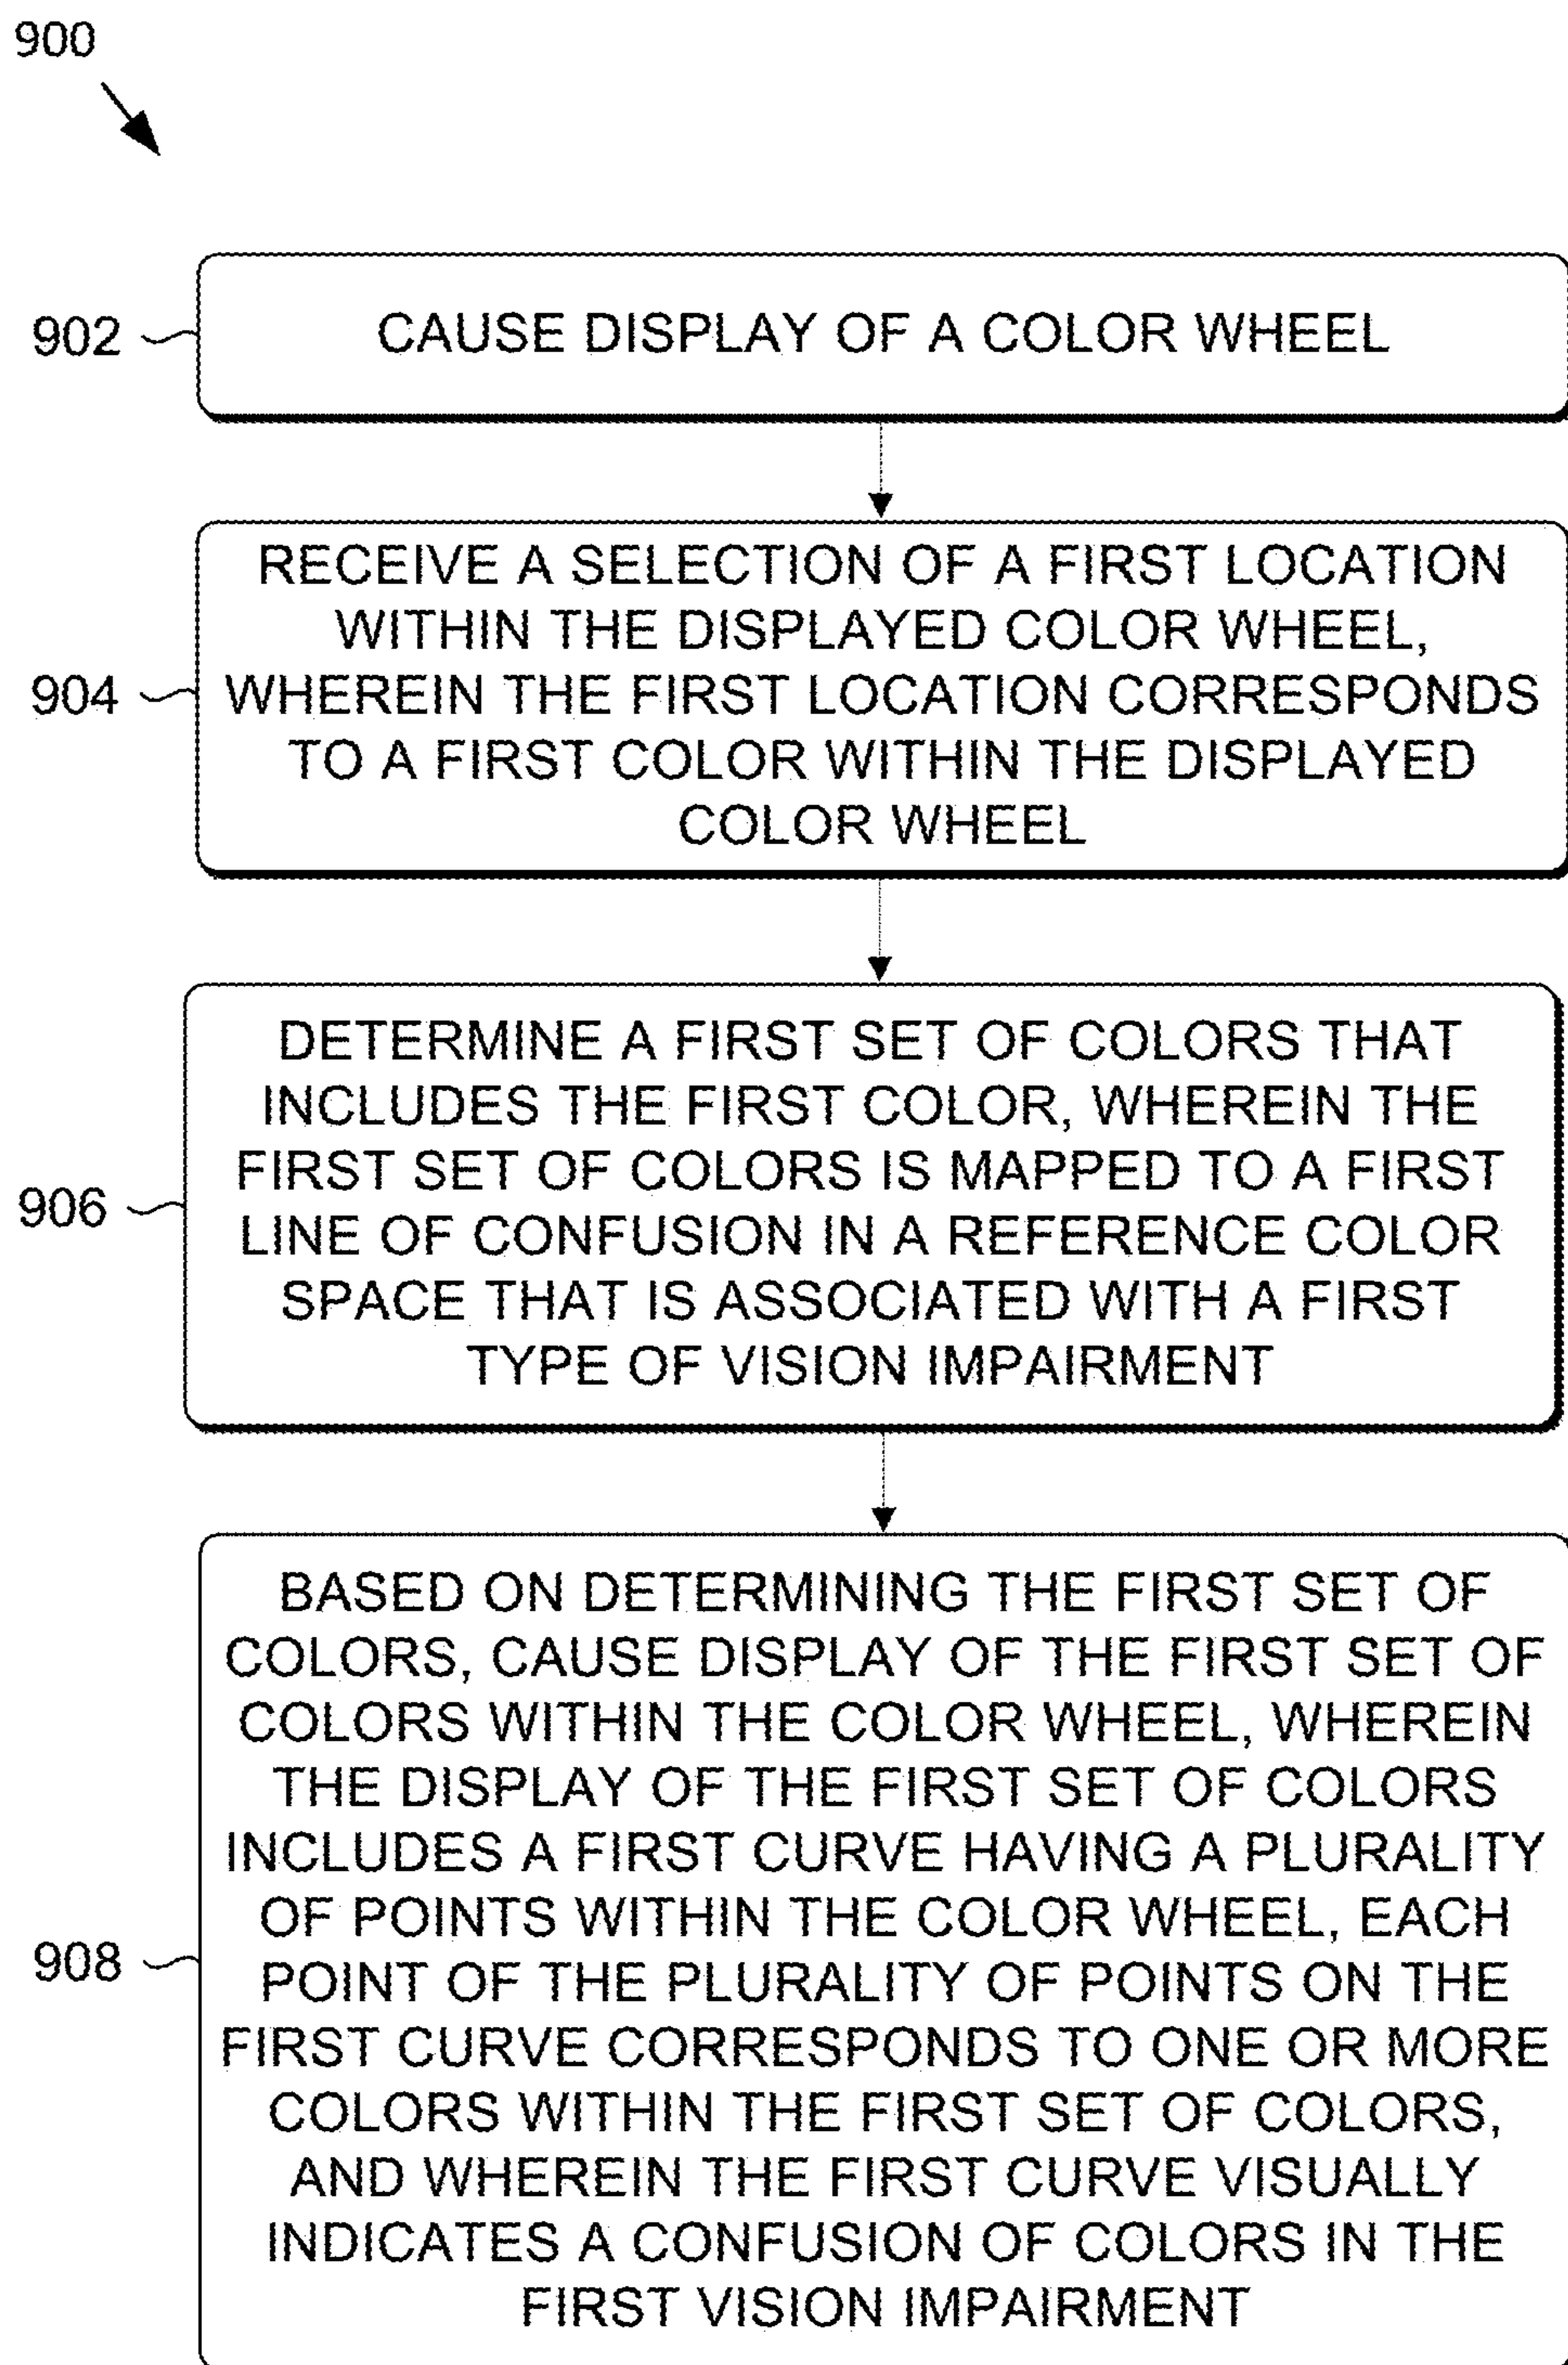 900
902
CAUSE DISPLAY OF A COLOR WHEEL
904
RECEIVE A SELECTION OF A FIRST LOCATION
WITHIN THE DISPLAYED COLOR WHEEL,
WHEREIN THE FIRST LOCATION CORRESPONDS
TO A FIRST COLOR WITHIN THE DISPLAYED
COLOR WHEEL
906
DETERMINE A FIRST SET OF COLORS THAT
INCLUDES THE FIRST COLOR, WHEREIN THE
FIRST SET OF COLORS IS MAPPED TO A FIRST
LINE OF CONFUSION IN A REFERENCE COLOR
SPACE THAT IS ASSOCIATED WITH A FIRST
TYPE OF VISION IMPAIRMENT
908
BASED ON DETERMINING THE FIRST SET OF
COLORS, CAUSE DISPLAY OF THE FIRST SET OF
COLORS WITHIN THE COLOR WHEEL, WHEREIN
THE DISPLAY OF THE FIRST SET OF COLORS
INCLUDES A FIRST CURVE HAVING A PLURALITY
OF POINTS WITHIN THE COLOR WHEEL, EACH
POINT OF THE PLURALITY OF POINTS ON THE
FIRST CURVE CORRESPONDS TO ONE OR MORE
COLORS WITHIN THE FIRST SET OF COLORS,
AND WHEREIN THE FIRST CURVE VISUALLY
INDICATES A CONFUSION OF COLORS IN THE
FIRST VISION IMPAIRMENT